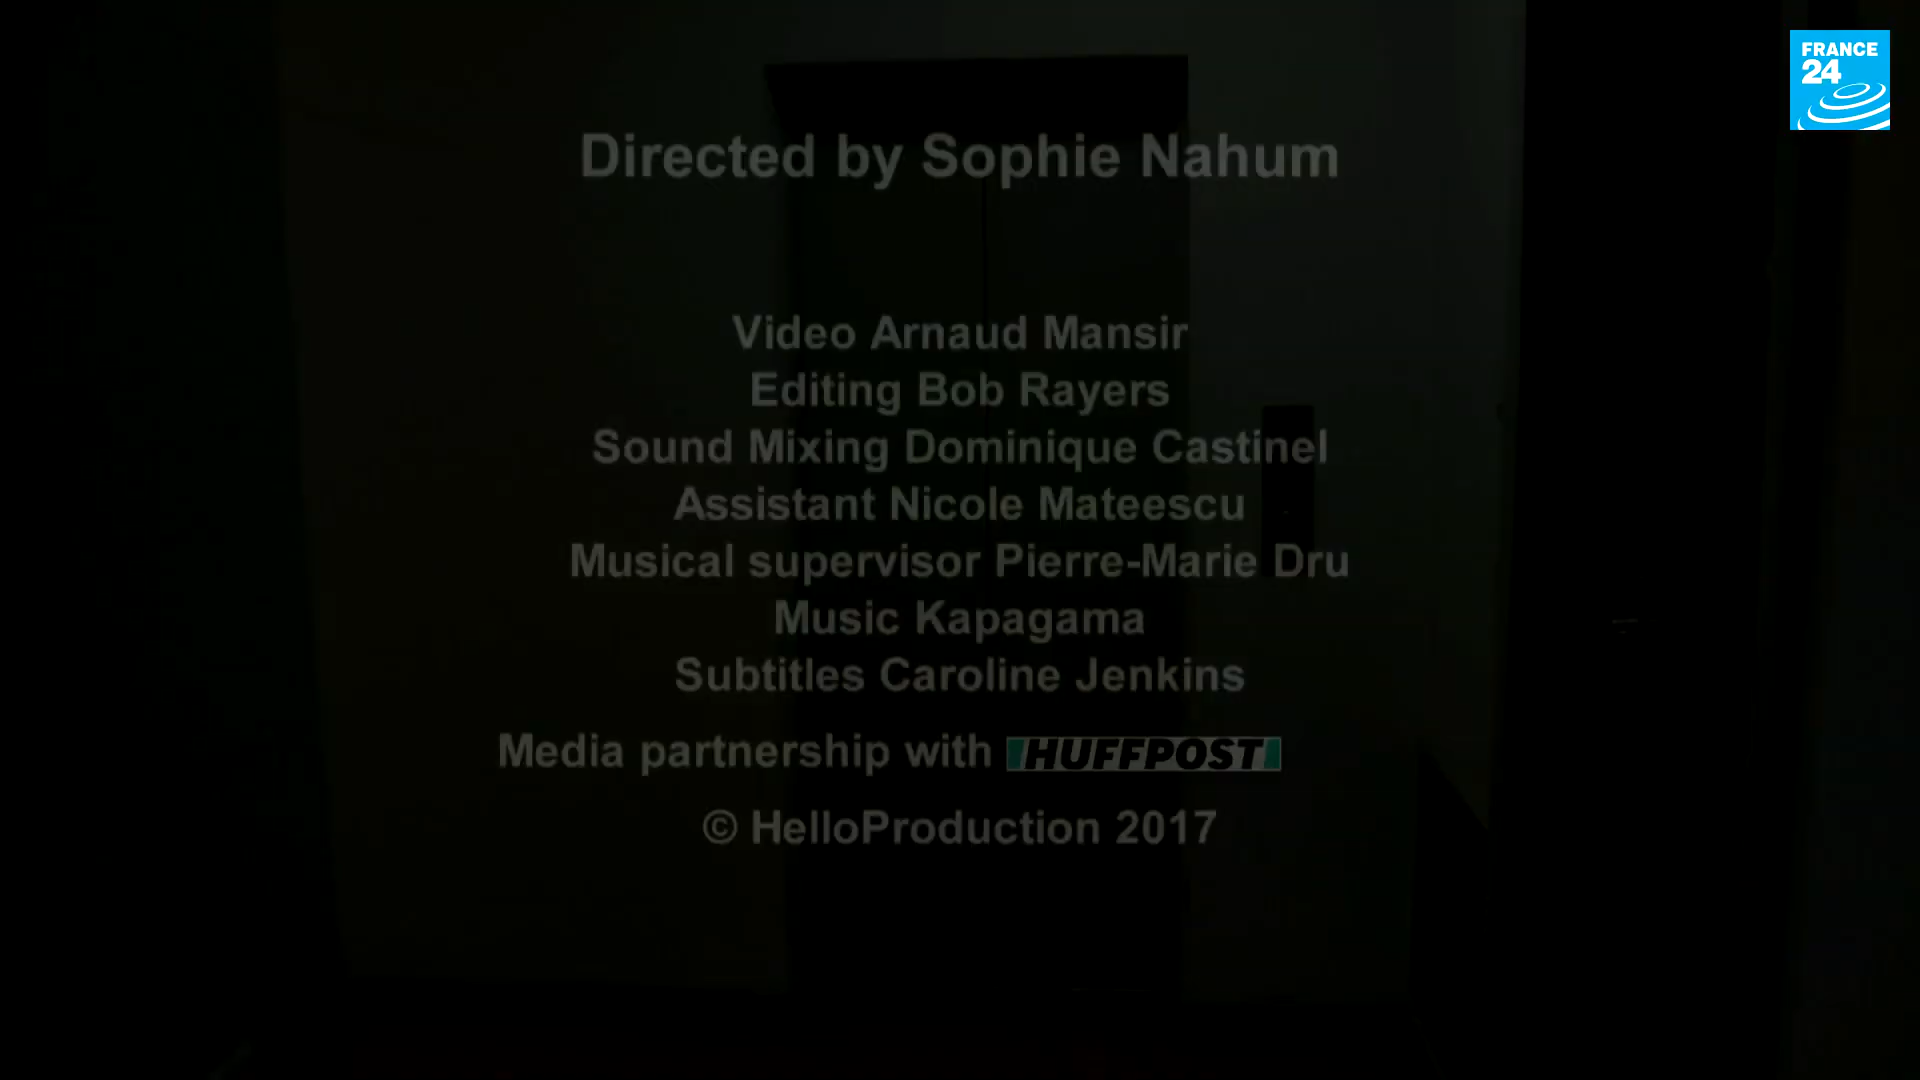 FRANCE
24
Directed by Sophie Nahum
Video Arnaud Mansir
Editing Bob Rayers
Sound Mixing Dominique Castinel
Assistant Nicole Mateescu
Musical supervisor Pierre-Marie Dru
Music Kapagama
Subtitles Caroline Jenkins
Media partnership with HUFFPOST
© HelloProduction 2017